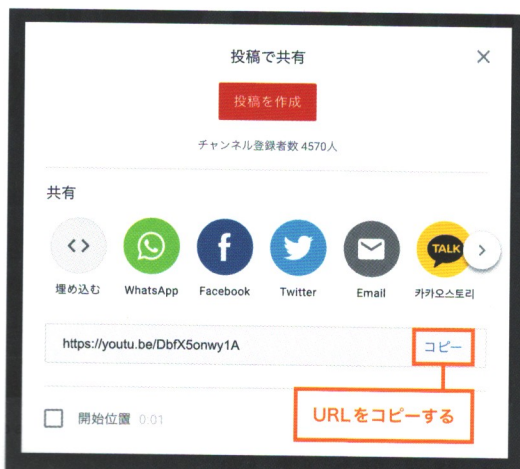 投稿で共有
投稿を作成
チャンネル登録者数 4570人
共有
埋め込む
WhatsApp
Facebook
Twitter
Email
TALK
카카오스토리
https://youtu.be/DbfX5onwy1A
コピー
開始位置 0:01
URLをコピーする